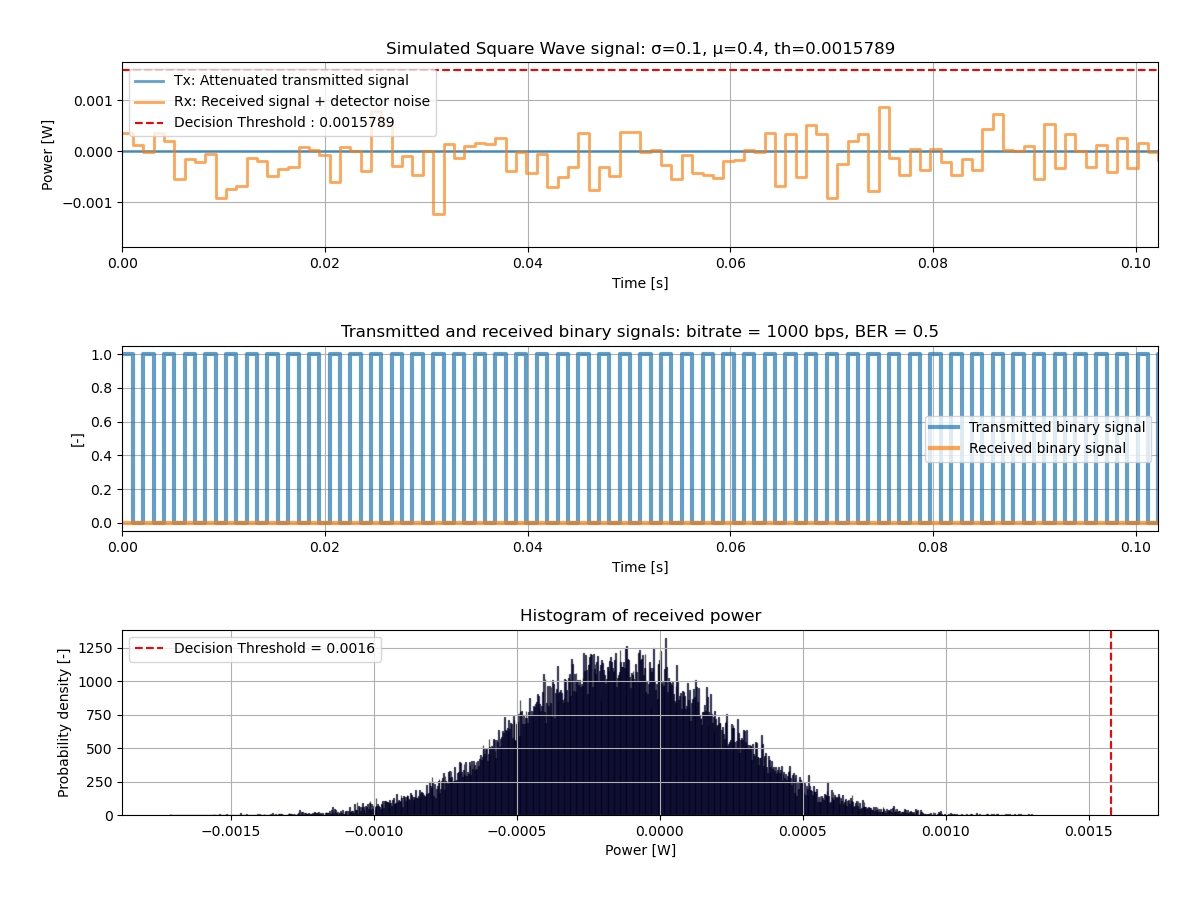 Simulated Square Wave signal: σ=0.1, μ=0.4, th=0.0015789
Tx: Attenuated transmitted signal
Rx: Received signal + detector noise
Decision Threshold : 0.0015789
Power [W]
0.001
0.000
−0.001
0.00 0.02 0.04 0.06 0.08 0.10
Time [s]
Transmitted and received binary signals: bitrate = 1000 bps, BER = 0.5
[-]
1.0
0.8
0.6
0.4
0.2
0.0
Transmitted binary signal
Received binary signal
0.00 0.02 0.04 0.06 0.08 0.10
Time [s]
Histogram of received power
Decision Threshold = 0.0016
Probability density [-]
1250
1000
750
500
250
0
−0.0015 −0.0010 −0.0005 0.0000 0.0005 0.0010 0.0015
Power [W]